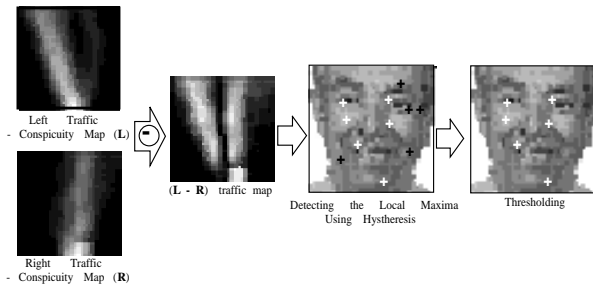 Left Traffic
- Conspicuity Map (L)
Right Traffic
- Conspicuity Map (R)
(L - R) traffic map
Detecting the Local Maxima
Using Hystheresis
Thresholding